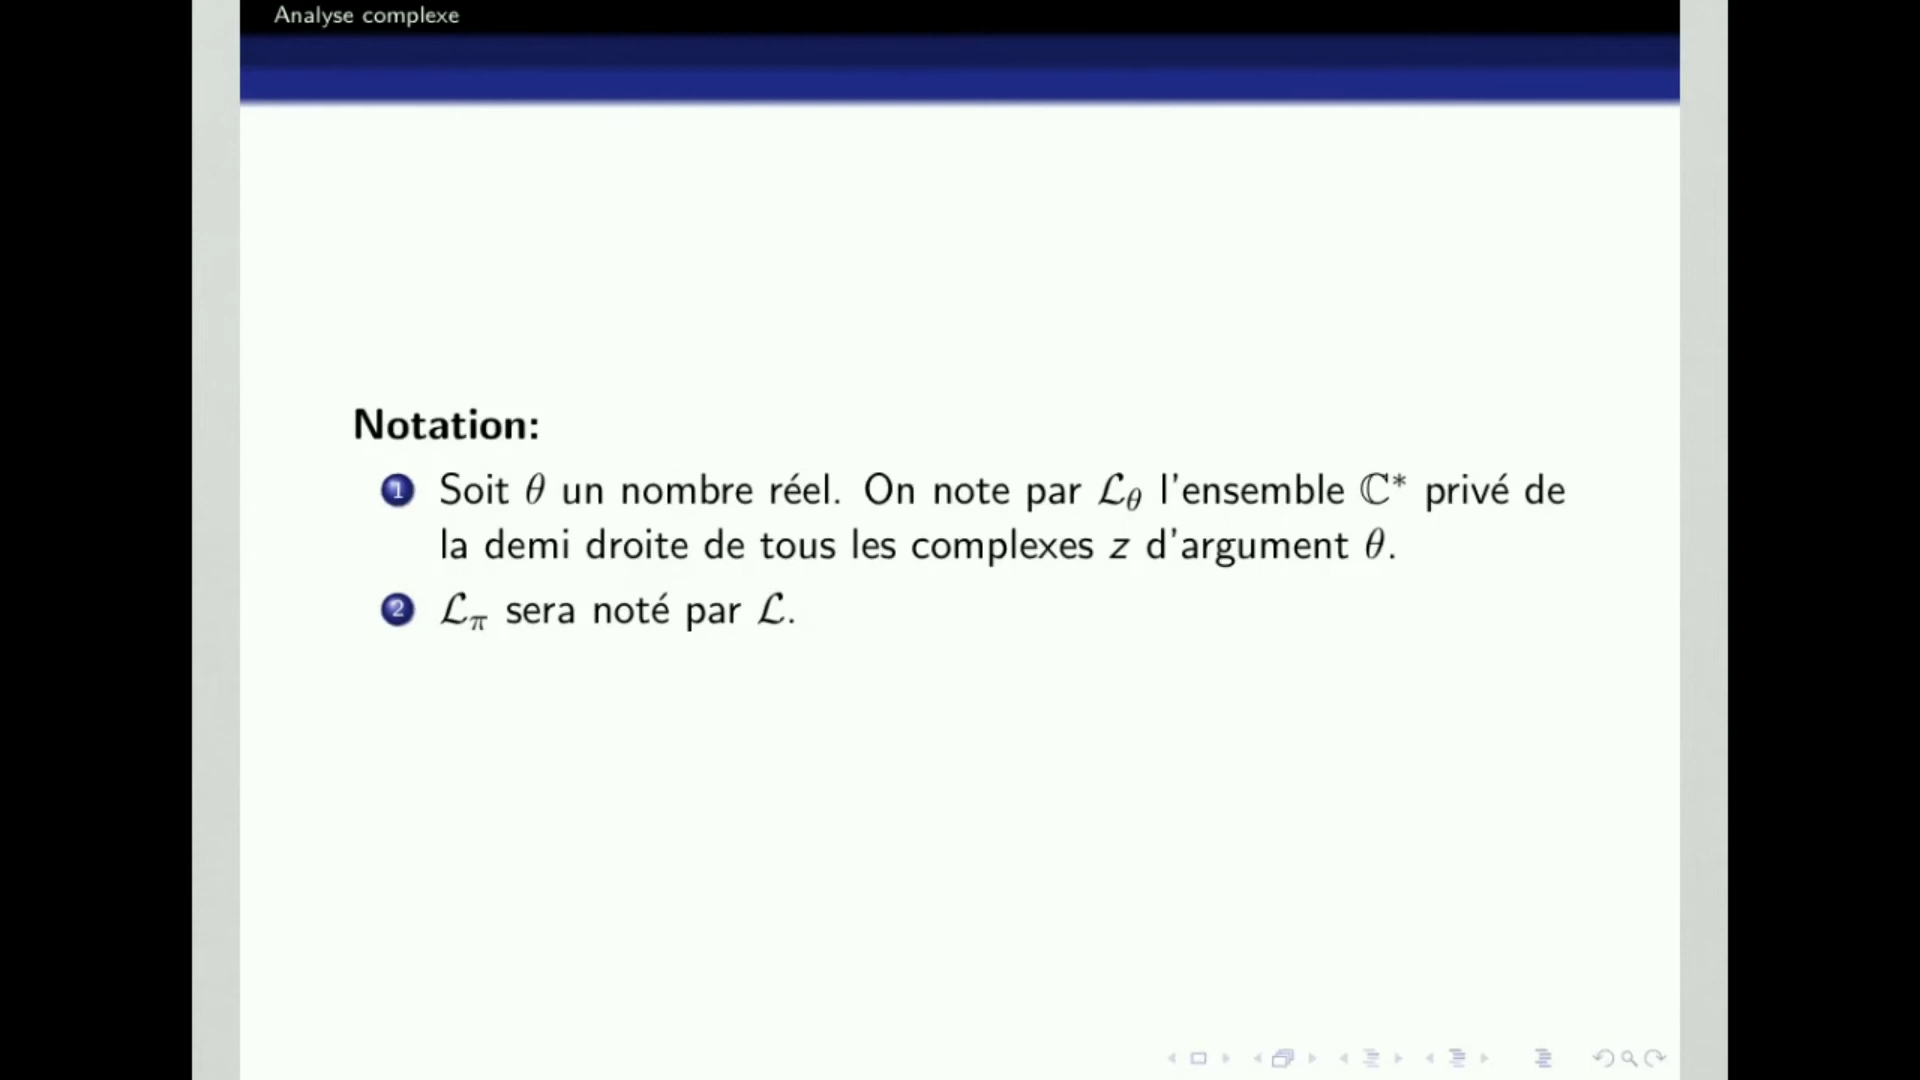 Analyse complexe
Notation:
1 Soit θ un nombre réel. On note par ℒ_θ l'ensemble ℂ* privé de
la demi droite de tous les complexes z d'argument θ.
2 ℒ_π sera noté par ℒ.